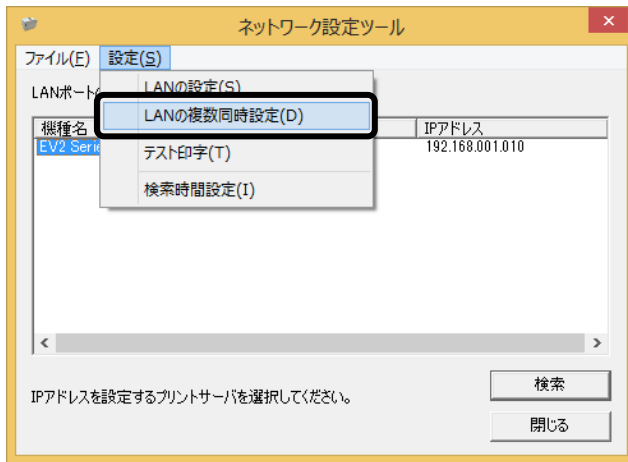 ネットワーク設定ツール
ファイル(F) 設定(S)
LANポート
LANの設定(S)
LANの複数同時設定(D)
テスト印字(T)
検索時間設定(I)
機種名 IPアドレス
EV2 Serie 192.168.001.010
IPアドレスを設定するプリントサーバを選択してください。
検索
閉じる